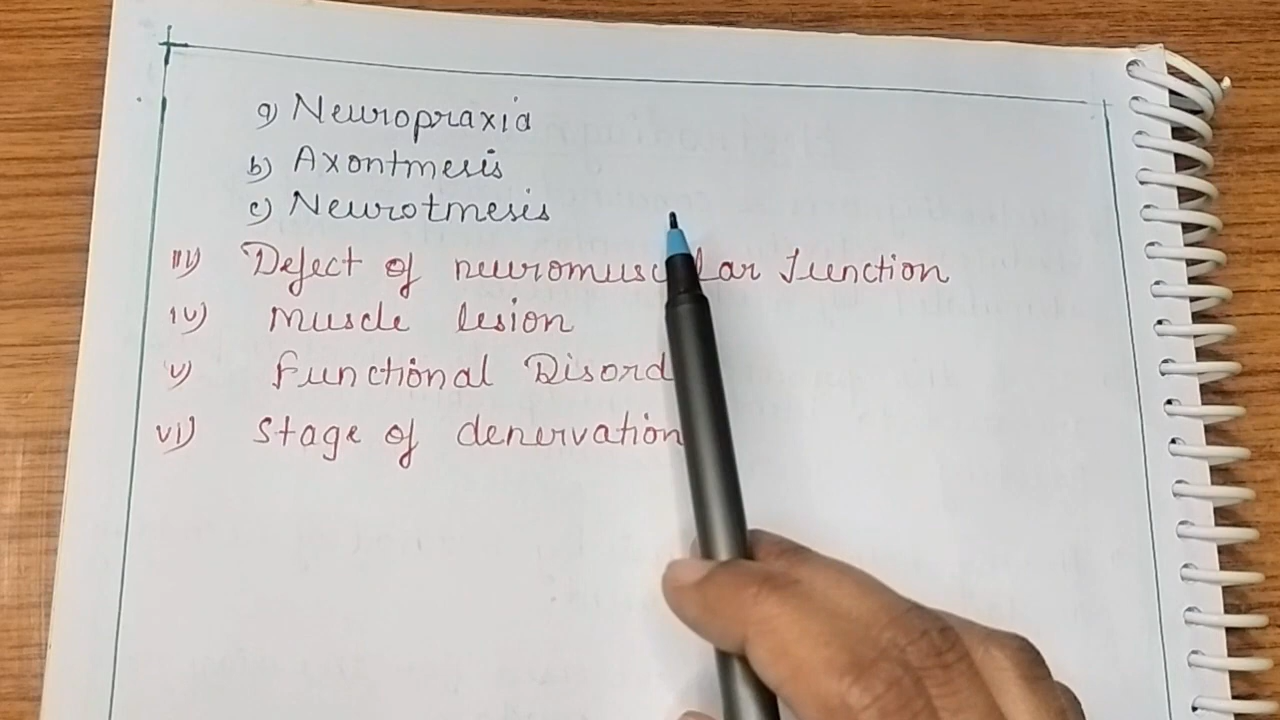 a) Neuropraxia
b) Axontmesis
c) Neurotmesis
III) Defect of neuromuscular Junction
IV) Muscle lesion
V) Functional Disord
VI) Stage of denervation